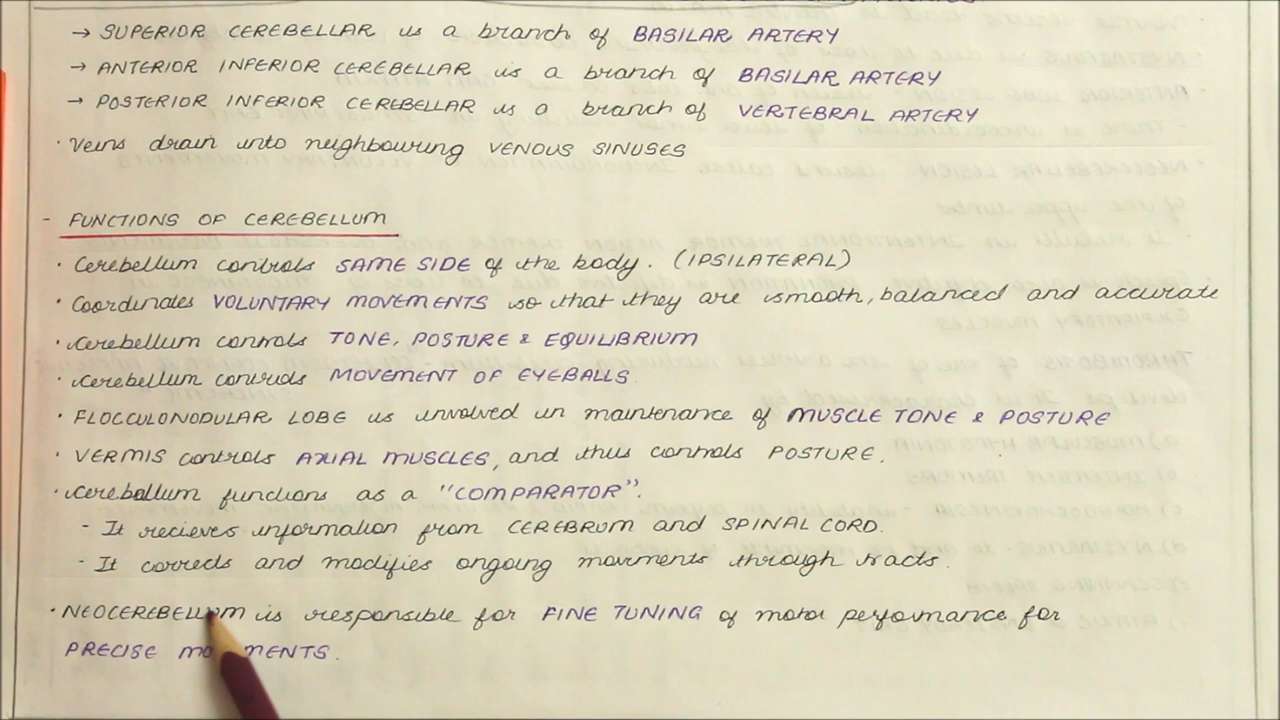 → SUPERIOR CEREBELLAR is a branch of BASILAR ARTERY
→ ANTERIOR INFERIOR CEREBELLAR is a branch of BASILAR ARTERY
→ POSTERIOR INFERIOR CEREBELLAR is a branch of VERTEBRAL ARTERY
· Veins drain into neighbouring VENOUS SINUSES
- FUNCTIONS OF CEREBELLUM
· Cerebellum controls SAME SIDE of the body. (IPSILATERAL)
· Coordinates VOLUNTARY MOVEMENTS so that they are smooth, balanced and accurate
· Cerebellum controls TONE, POSTURE & EQUILIBRIUM
· Cerebellum controls MOVEMENT OF EYEBALLS
· FLOCCULONODULAR LOBE is involved in maintenance of MUSCLE TONE & POSTURE
· VERMIS controls AXIAL MUSCLES, and thus controls POSTURE.
· Cerebellum functions as a "COMPARATOR".
- It recieves information from CEREBRUM and SPINAL CORD.
- It corrects and modifies ongoing movements through tracts.
· NEOCEREBELLUM is responsible for FINE TUNING of motor performance for
PRECISE